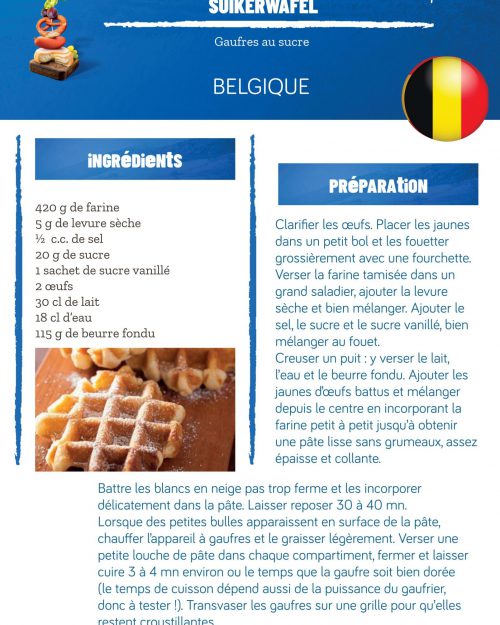 SUIKERWAFEL
Gaufres au sucre
BELGIQUE
INGRÉDIENTS
420 g de farine
5 g de levure sèche
½ c.c. de sel
20 g de sucre
1 sachet de sucre vanillé
2 œufs
30 cl de lait
18 cl d'eau
115 g de beurre fondu
PRÉPARATION
Clarifier les œufs. Placer les jaunes
dans un petit bol et les fouetter
grossièrement avec une fourchette.
Verser la farine tamisée dans un
grand saladier, ajouter la levure
sèche et bien mélanger. Ajouter le
sel, le sucre et le sucre vanillé, bien
mélanger au fouet.
Creuser un puit : y verser le lait,
l'eau et le beurre fondu. Ajouter les
jaunes d'œufs battus et mélanger
depuis le centre en incorporant la
farine petit à petit jusqu'à obtenir
une pâte lisse sans grumeaux, assez
épaisse et collante.
Battre les blancs en neige pas trop ferme et les incorporer
délicatement dans la pâte. Laisser reposer 30 à 40 mn.
Lorsque des petites bulles apparaissent en surface de la pâte,
chauffer l'appareil à gaufres et le graisser légèrement. Verser une
petite louche de pâte dans chaque compartiment, fermer et laisser
cuire 3 à 4 mn environ ou le temps que la gaufre soit bien dorée
(le temps de cuisson dépend aussi de la puissance du gaufrier,
donc à tester !). Transvaser les gaufres sur une grille pour qu'elles
restent croustillantes